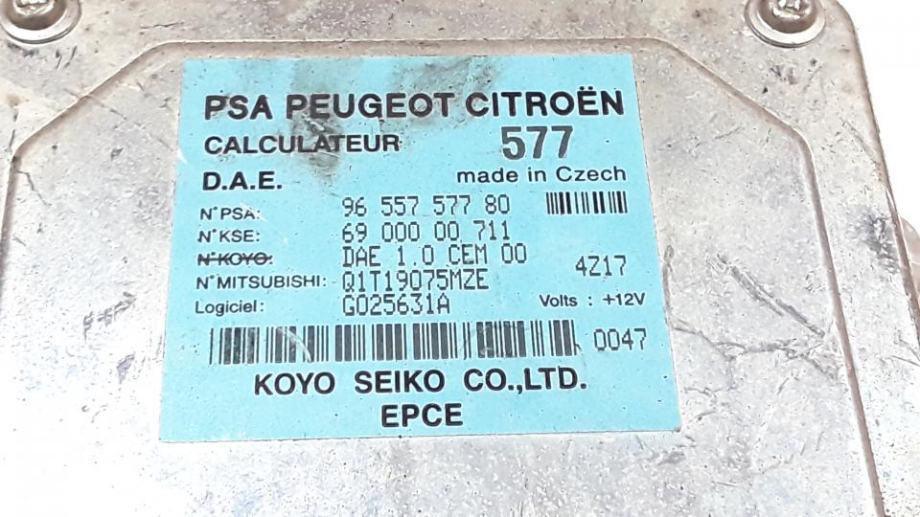 PSA PEUGEOT CITROËN
CALCULATEUR 577
D.A.E. made in Czech
N°PSA: 96 557 577 80
N°KSE: 69 000 00 711
N°KOYO: DAE 1.0 CEM 00
N°MITSUBISHI: Q1T19075MZE 4Z17
Logiciel: G025631A Volts : +12V
0047
KOYO SEIKO CO.,LTD.
EPCE